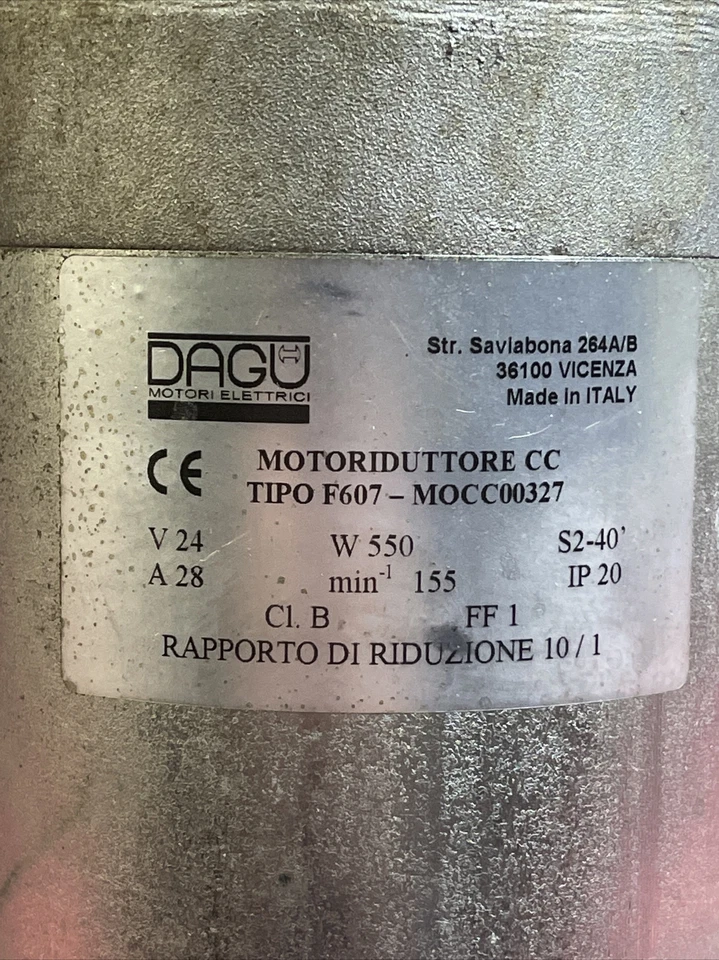 DAGU
MOTORI ELETTRICI
Str. Saviabona 264A/B
36100 VICENZA
Made in ITALY
CE
MOTORIDUTTORE CC
TIPO F607 – MOCC00327
V 24 W 550 S2-40'
A 28 min⁻¹ 155 IP 20
Cl. B FF 1
RAPPORTO DI RIDUZIONE 10 / 1